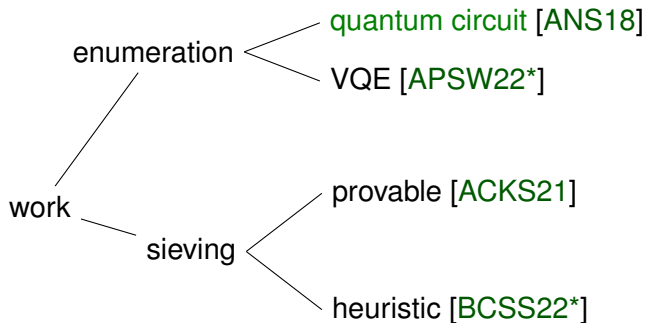 quantum circuit [ANS18]
enumeration
VQE [APSW22*]
provable [ACKS21]
work
sieving
heuristic [BCSS22*]